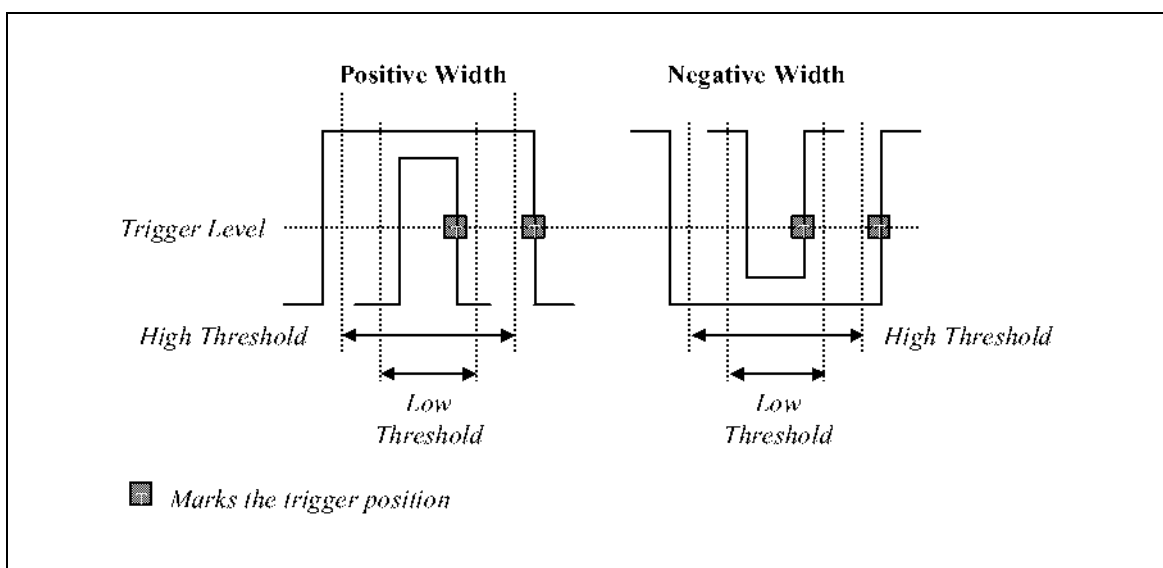 Positive Width
Negative Width
Trigger Level
T
T
T
T
High Threshold
High Threshold
Low
Threshold
Low
Threshold
T
Marks the trigger position